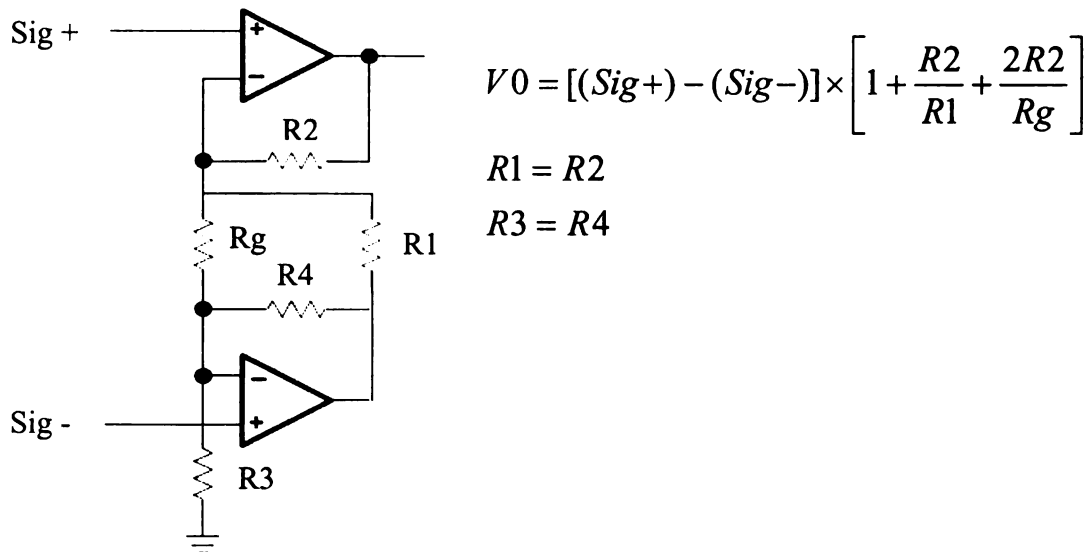 Sig +
+
−
R2
V0 = [(Sig+) − (Sig−)] × [1 + R2/R1 + 2R2/Rg]
R1 = R2
R3 = R4
Rg
R1
R4
−
+
Sig -
R3